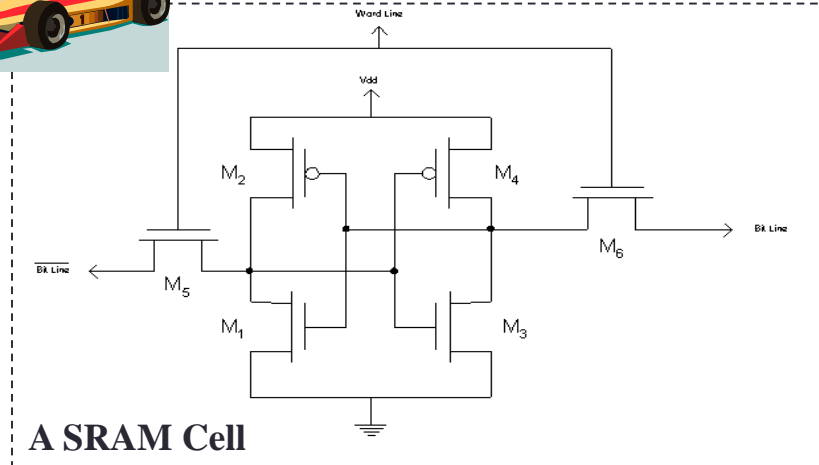 Word Line
Vdd
M2
M4
M6
Bit Line
Bit Line
M5
M1
M3
A SRAM Cell